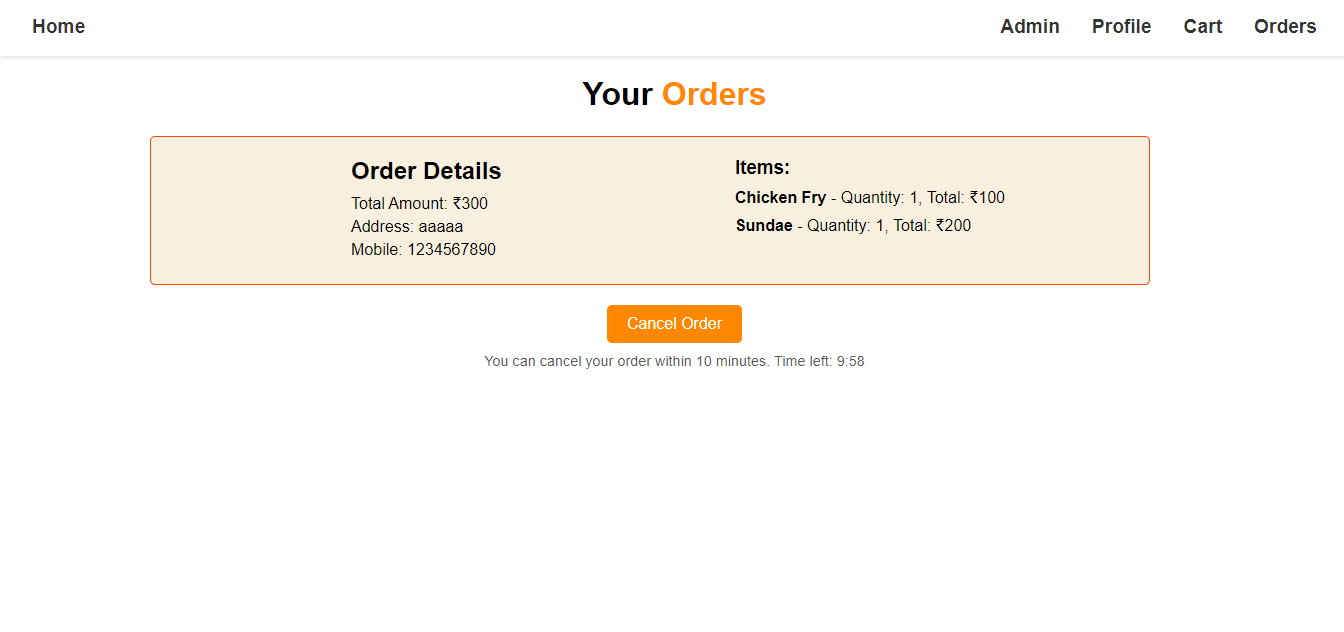 Home
Admin
Profile
Cart
Orders
Your Orders
Order Details
Total Amount: ₹300
Address: aaaaa
Mobile: 1234567890
Items:
Chicken Fry - Quantity: 1, Total: ₹100
Sundae - Quantity: 1, Total: ₹200
Cancel Order
You can cancel your order within 10 minutes. Time left: 9:58